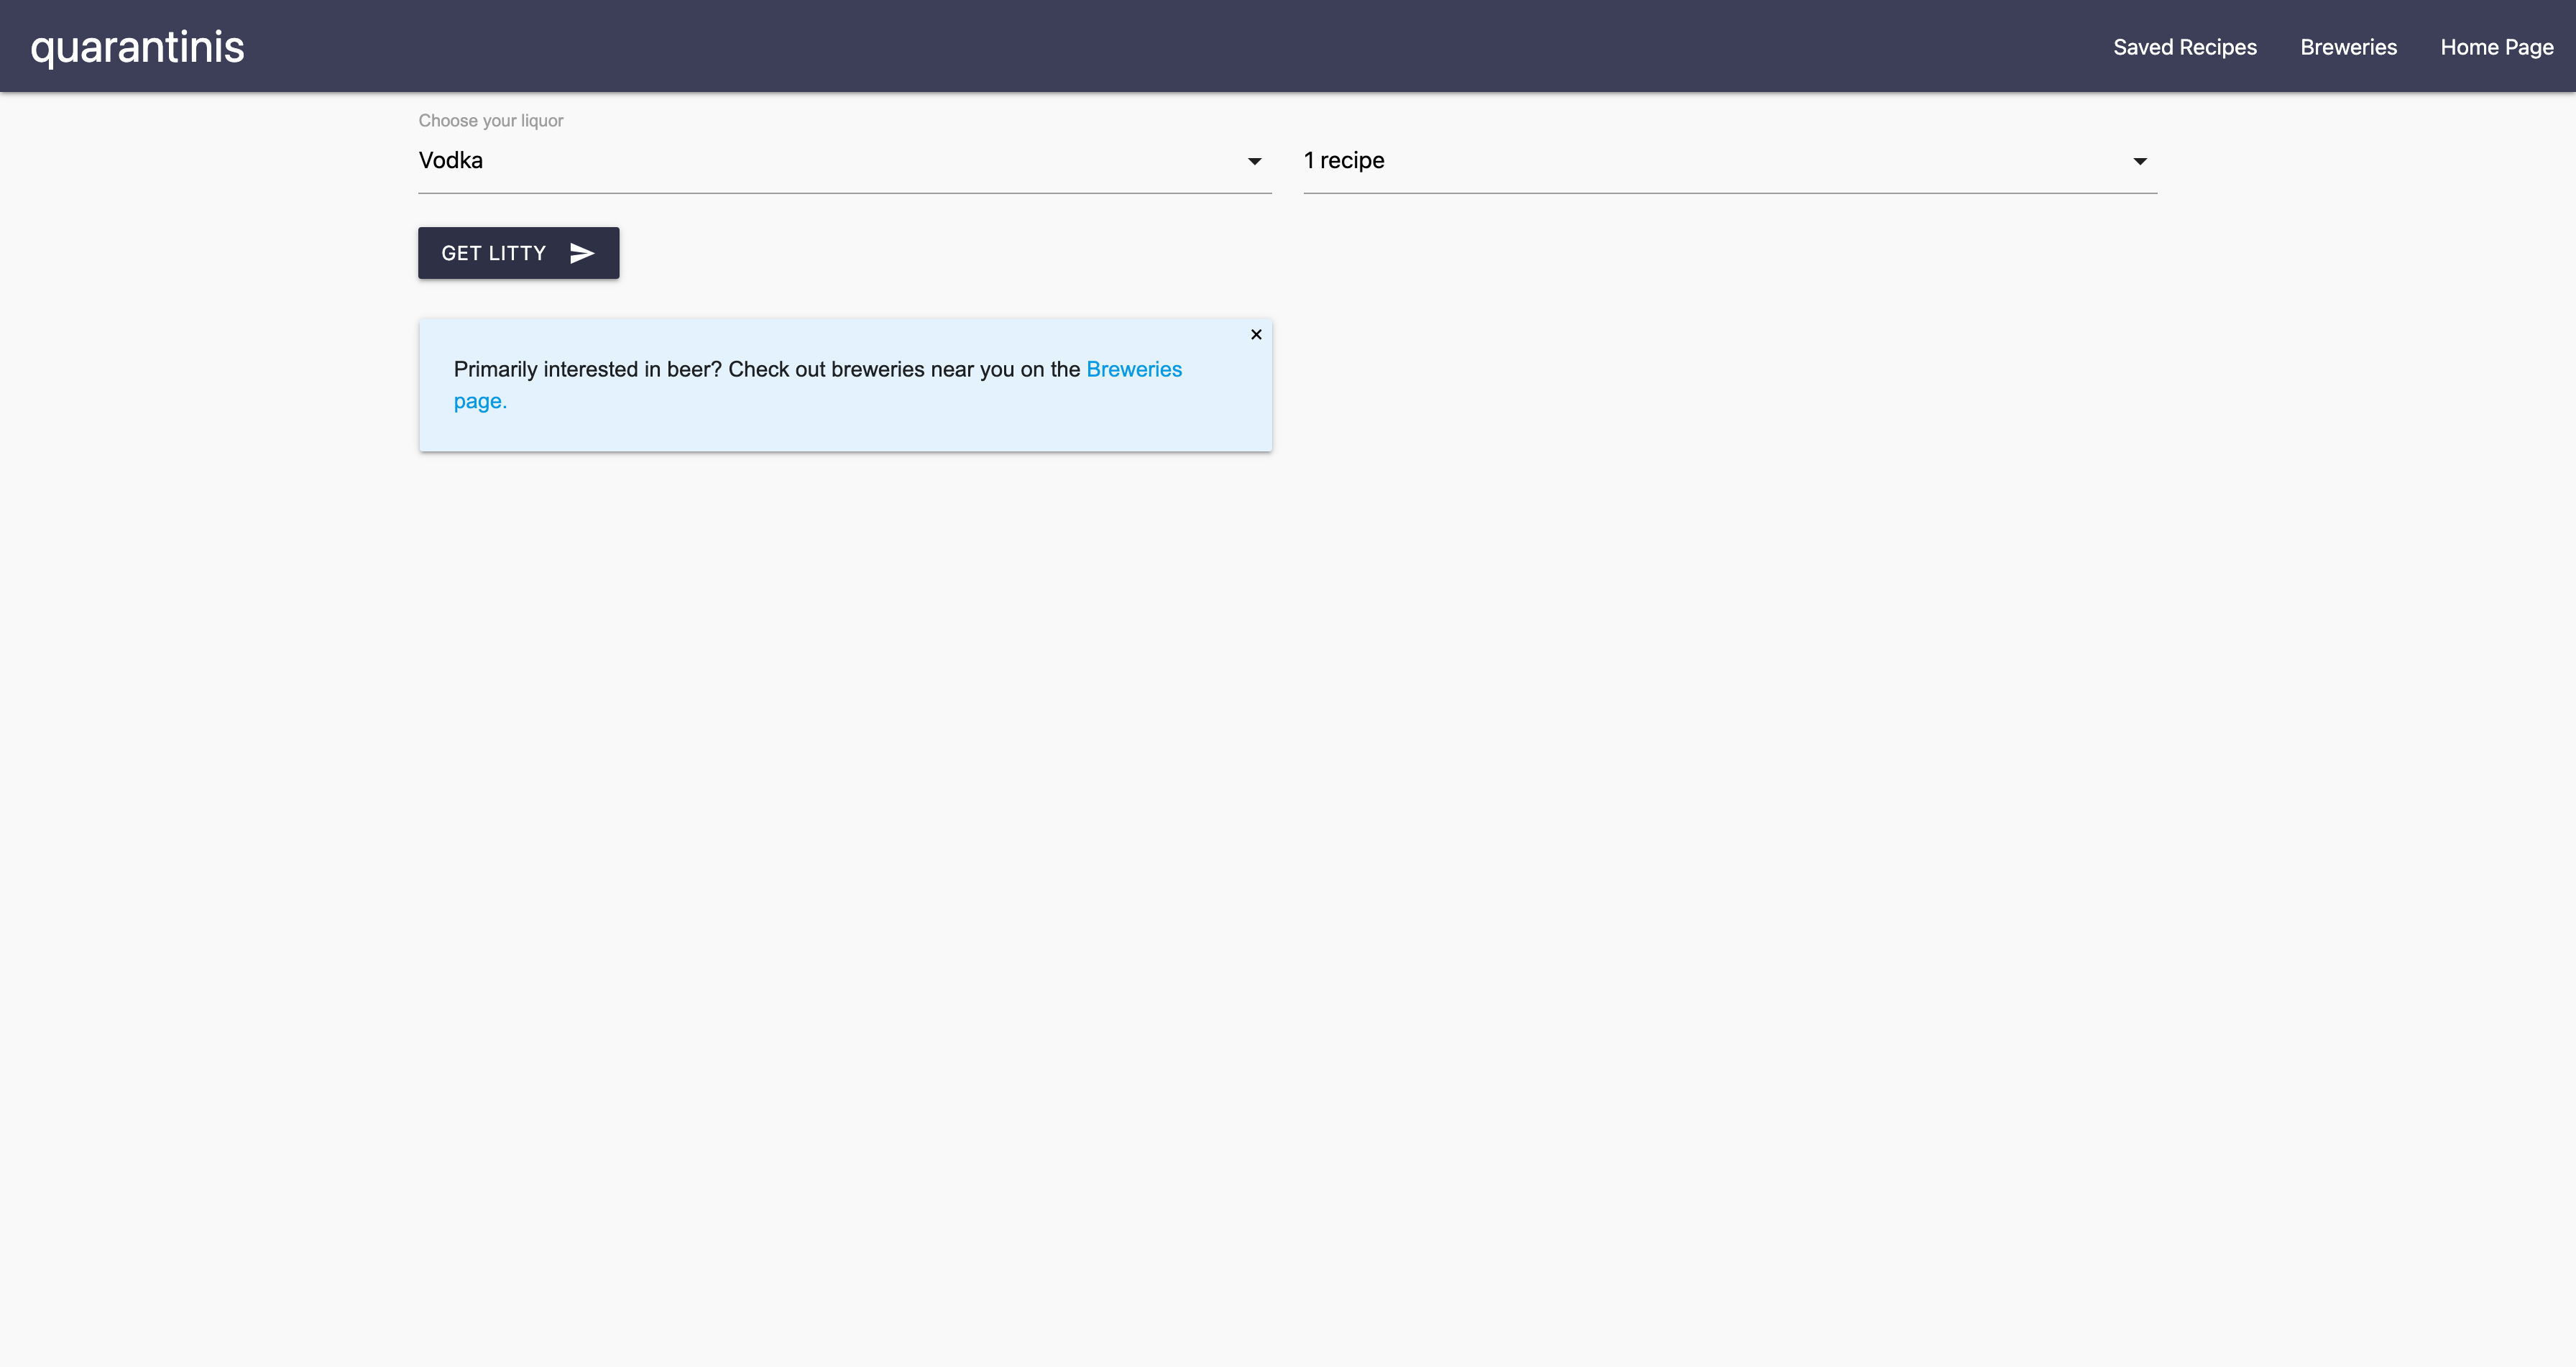 quarantinis
Saved Recipes
Breweries
Home Page
Choose your liquor
Vodka
1 recipe
GET LITTY
Primarily interested in beer? Check out breweries near you on the Breweries
page.